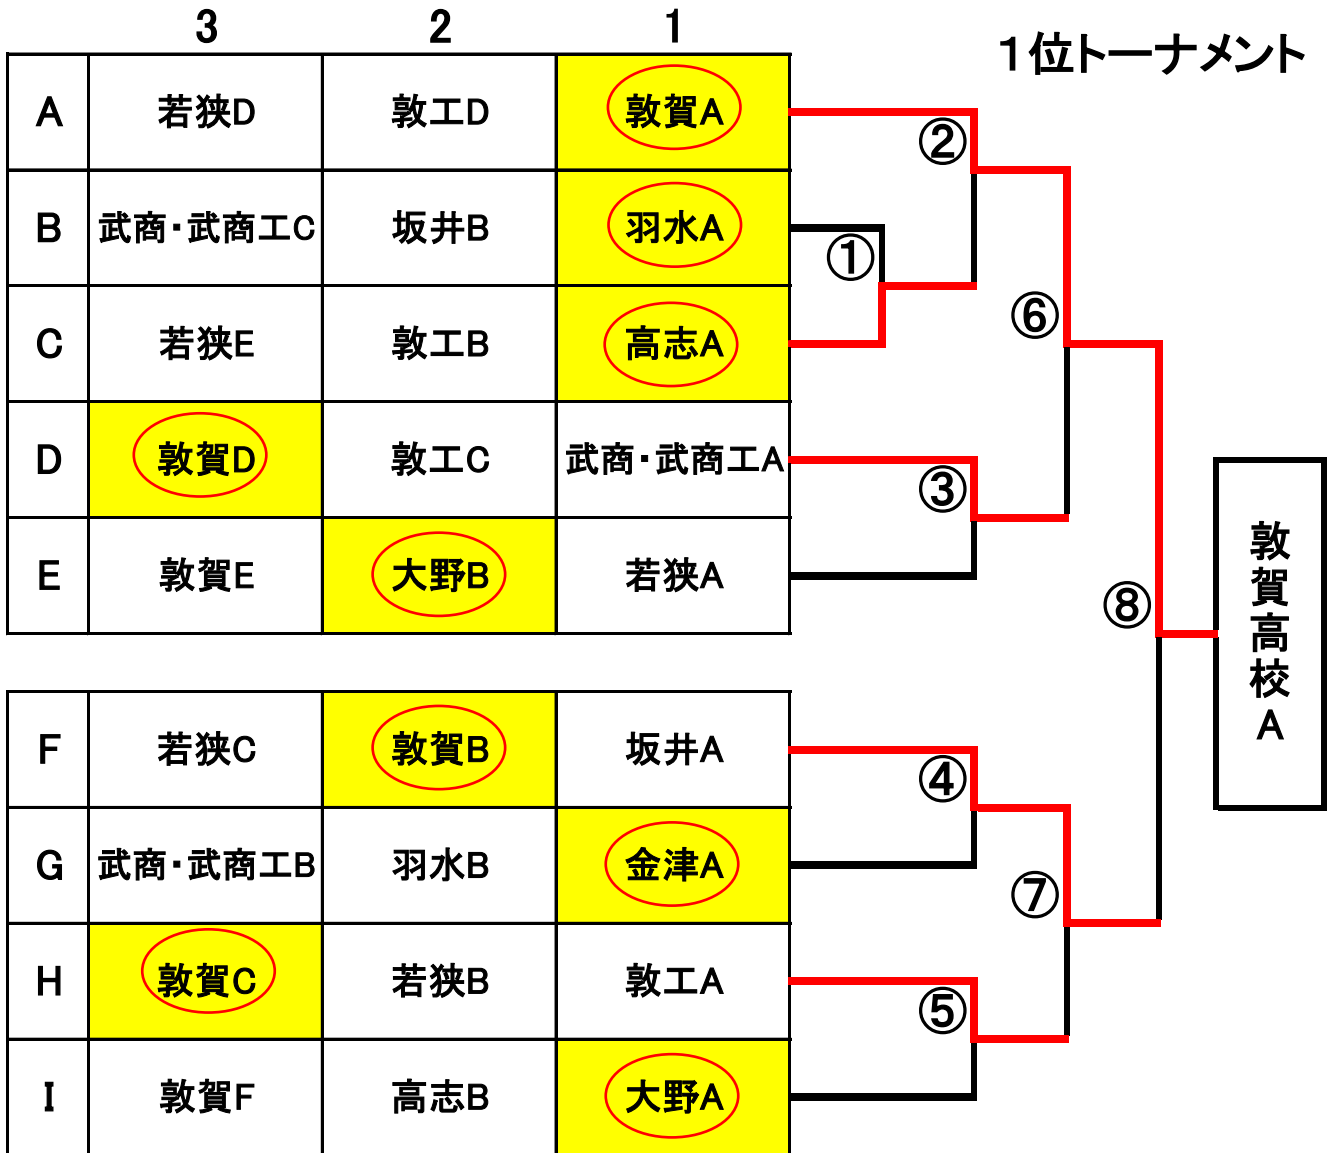 3 2 1
1位トーナメント
A 若狭D 敦工D 敦賀A
②
B 武商・武商工C 坂井B 羽水A
①
⑥
C 若狭E 敦工B 高志A
D 敦賀D 敦工C 武商・武商工A
③
E 敦賀E 大野B 若狭A
⑧
敦賀高校A
F 若狭C 敦賀B 坂井A
④
G 武商・武商工B 羽水B 金津A
⑦
H 敦賀C 若狭B 敦工A
⑤
I 敦賀F 高志B 大野A